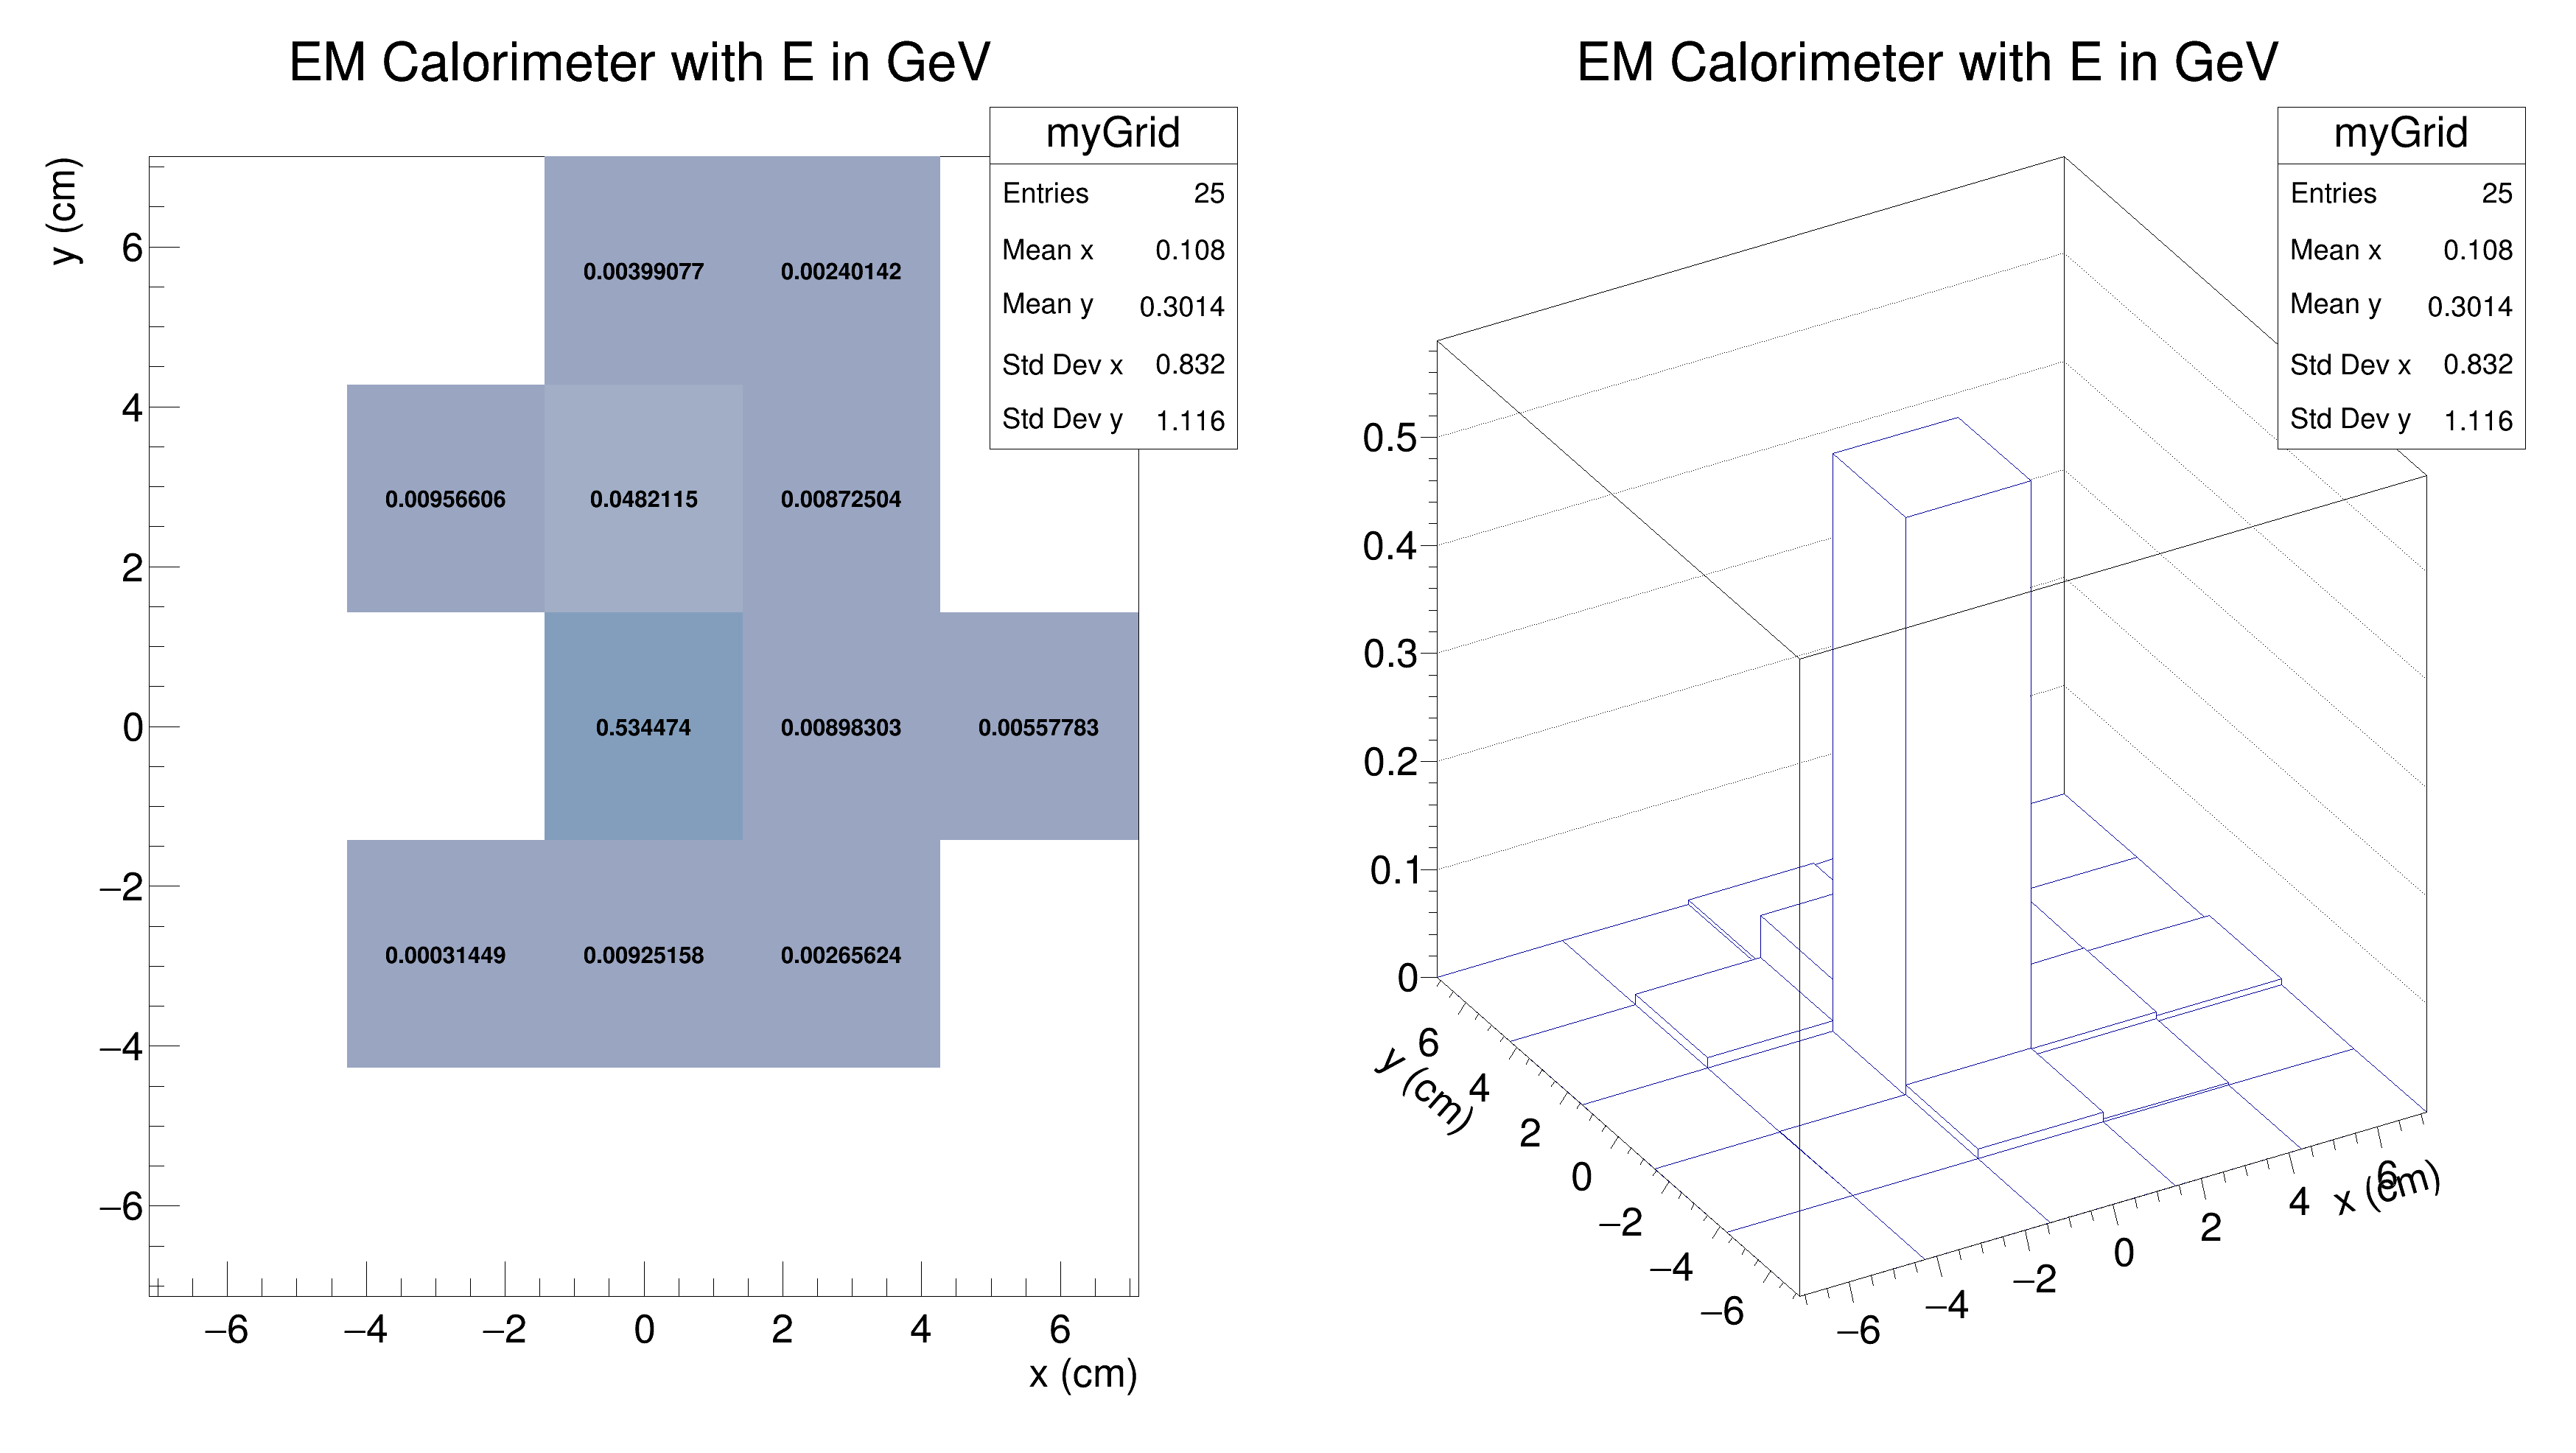 EM Calorimeter with E in GeV
myGrid
Entries 25
Mean x 0.108
Mean y 0.3014
Std Dev x 0.832
Std Dev y 1.116
y (cm)
6
4
2
0
−2
−4
−6
0.00399077 0.00240142
0.00956606 0.0482115 0.00872504
0.534474 0.00898303 0.00557783
0.00031449 0.00925158 0.00265624
−6 −4 −2 0 2 4 6
x (cm)
EM Calorimeter with E in GeV
myGrid
Entries 25
Mean x 0.108
Mean y 0.3014
Std Dev x 0.832
Std Dev y 1.116
0.5
0.4
0.3
0.2
0.1
0
6
4
2
0
−2
−4
−6
y (cm)
−6 −4 −2 0 2 4 6
x (cm)